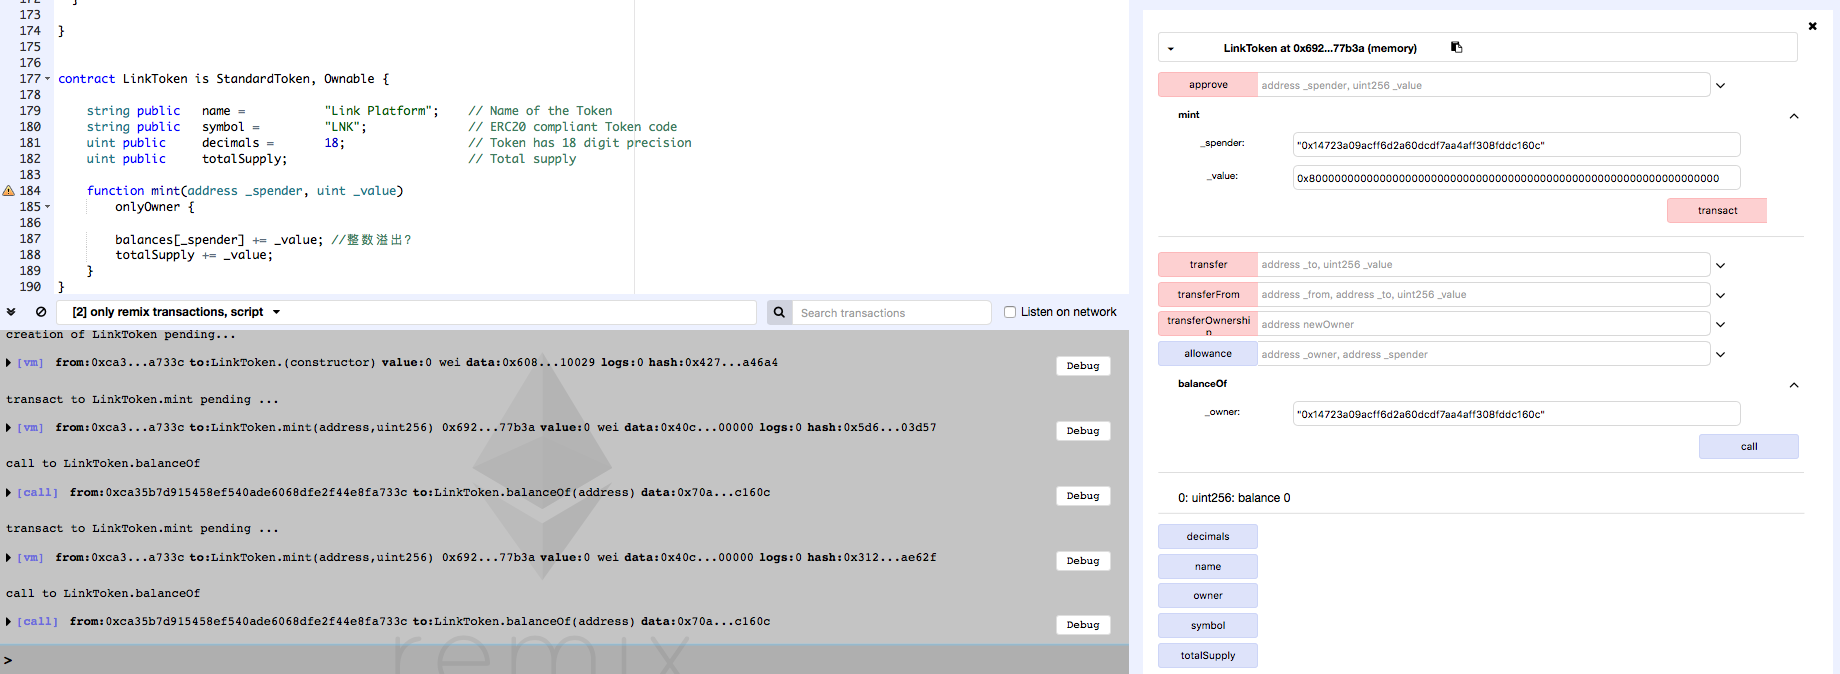 172 }
173
174 }
175
176
177 contract LinkToken is StandardToken, Ownable {
178
179 string public name = "Link Platform"; // Name of the Token
180 string public symbol = "LNK"; // ERC20 compliant Token code
181 uint public decimals = 18; // Token has 18 digit precision
182 uint public totalSupply; // Total supply
183
184 function mint(address _spender, uint _value)
185 onlyOwner {
186
187 balances[_spender] += _value; //整数溢出?
188 totalSupply += _value;
189 }
190 }
[2] only remix transactions, script
Search transactions
Listen on network
creation of LinkToken pending...
[vm] from:0xca3...a733c to:LinkToken.(constructor) value:0 wei data:0x608...10029 logs:0 hash:0x427...a46a4
Debug
transact to LinkToken.mint pending ...
[vm] from:0xca3...a733c to:LinkToken.mint(address,uint256) 0x692...77b3a value:0 wei data:0x40c...00000 logs:0 hash:0x5d6...03d57
Debug
call to LinkToken.balanceOf
[call] from:0xca35b7d915458ef540ade6068dfe2f44e8fa733c to:LinkToken.balanceOf(address) data:0x70a...c160c
Debug
transact to LinkToken.mint pending ...
[vm] from:0xca3...a733c to:LinkToken.mint(address,uint256) 0x692...77b3a value:0 wei data:0x40c...00000 logs:0 hash:0x312...ae62f
Debug
call to LinkToken.balanceOf
[call] from:0xca35b7d915458ef540ade6068dfe2f44e8fa733c to:LinkToken.balanceOf(address) data:0x70a...c160c
Debug
remix
>
LinkToken at 0x692...77b3a (memory)
approve address _spender, uint256 _value
mint
_spender: "0x14723a09acff6d2a60dcdf7aa4aff308fddc160c"
_value: 0x8000000000000000000000000000000000000000000000000000000000000000
transact
transfer address _to, uint256 _value
transferFrom address _from, address _to, uint256 _value
transferOwnership address newOwner
allowance address _owner, address _spender
balanceOf
_owner: "0x14723a09acff6d2a60dcdf7aa4aff308fddc160c"
call
0: uint256: balance 0
decimals
name
owner
symbol
totalSupply